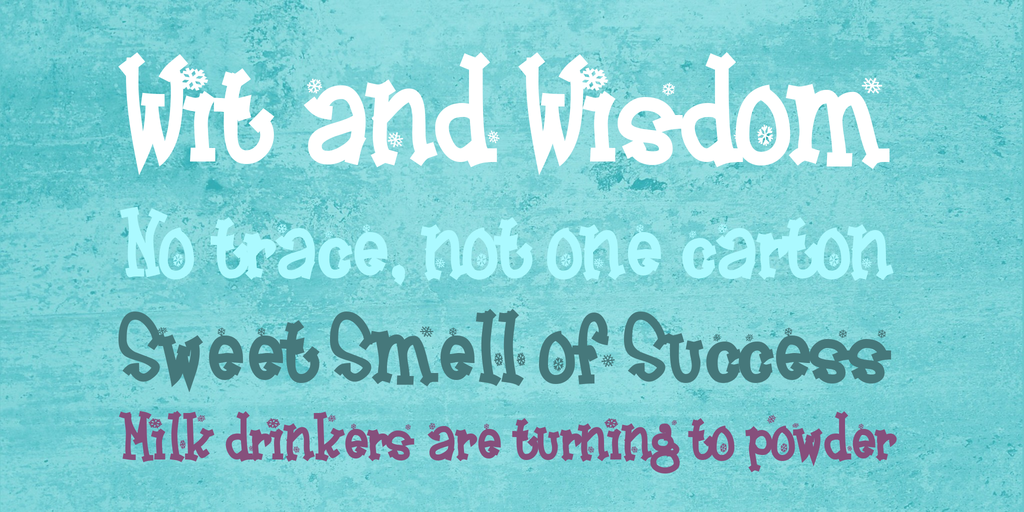 Wit and Wisdom
No trace, not one carton
Sweet Smell of Success
Milk drinkers are turning to powder